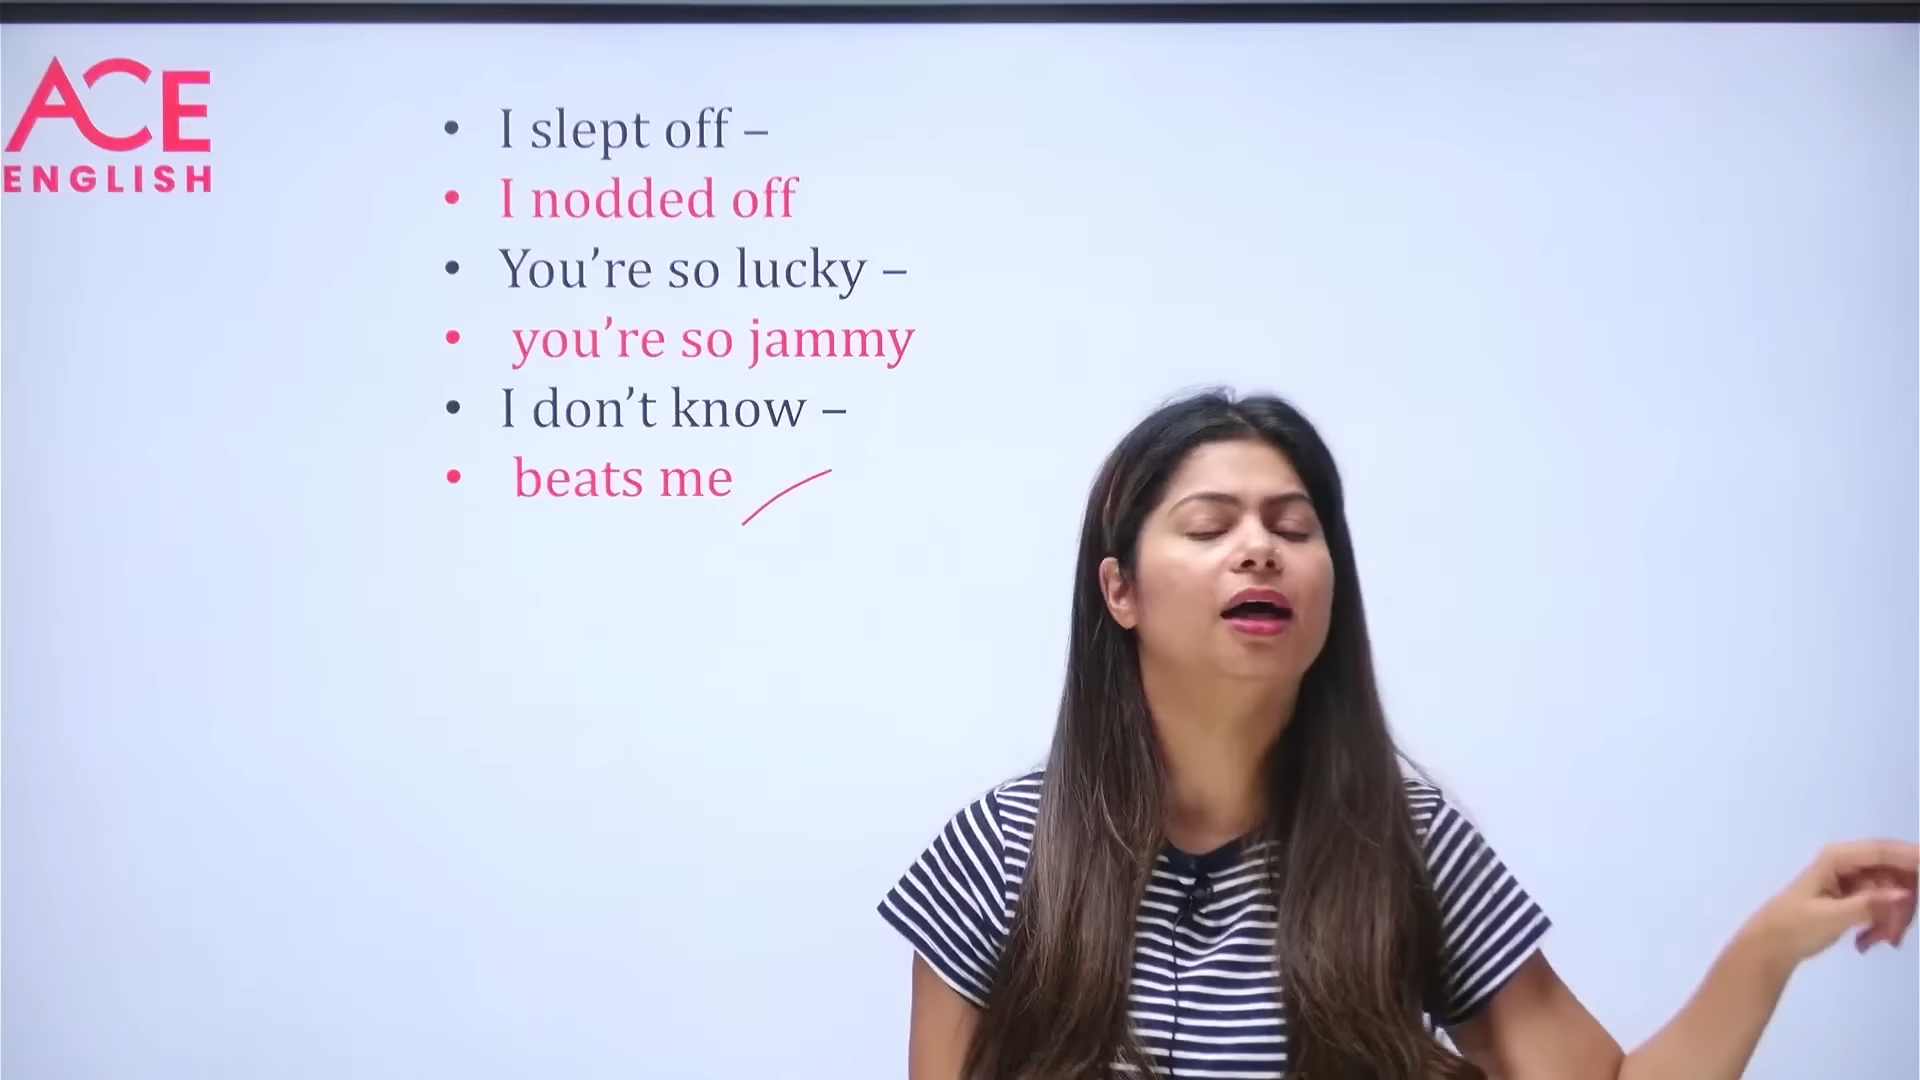 ACE
ENGLISH
• I slept off –
• I nodded off
• You’re so lucky –
• you’re so jammy
• I don’t know –
• beats me